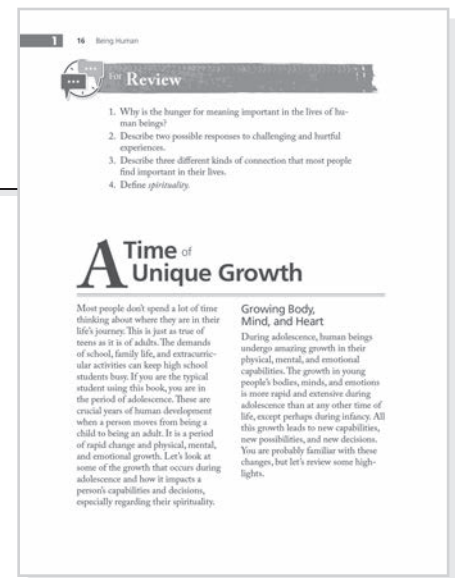 1 16 Being Human
For Review
1. Why is the hunger for meaning important in the lives of hu-
man beings?
2. Describe two possible responses to challenging and hurtful
experiences.
3. Describe three different kinds of connection that most people
find important in their lives.
4. Define spirituality.
A Time of
Unique Growth
Most people don't spend a lot of time
thinking about where they are in their
life's journey. This is just as true of
teens as it is of adults. The demands
of school, family life, and extracurric-
ular activities can keep high school
students busy. If you are the typical
student using this book, you are in
the period of adolescence. These are
crucial years of human development
when a person moves from being a
child to being an adult. It is a period
of rapid change and physical, mental,
and emotional growth. Let's look at
some of the growth that occurs during
adolescence and how it impacts a
person's capabilities and decisions,
especially regarding their spirituality.
Growing Body,
Mind, and Heart
During adolescence, human beings
undergo amazing growth in their
physical, mental, and emotional
capabilities. The growth in young
people's bodies, minds, and emotions
is more rapid and extensive during
adolescence than at any other time of
life, except perhaps during infancy. All
this growth leads to new capabilities,
new possibilities, and new decisions.
You are probably familiar with these
changes, but let's review some high-
lights.